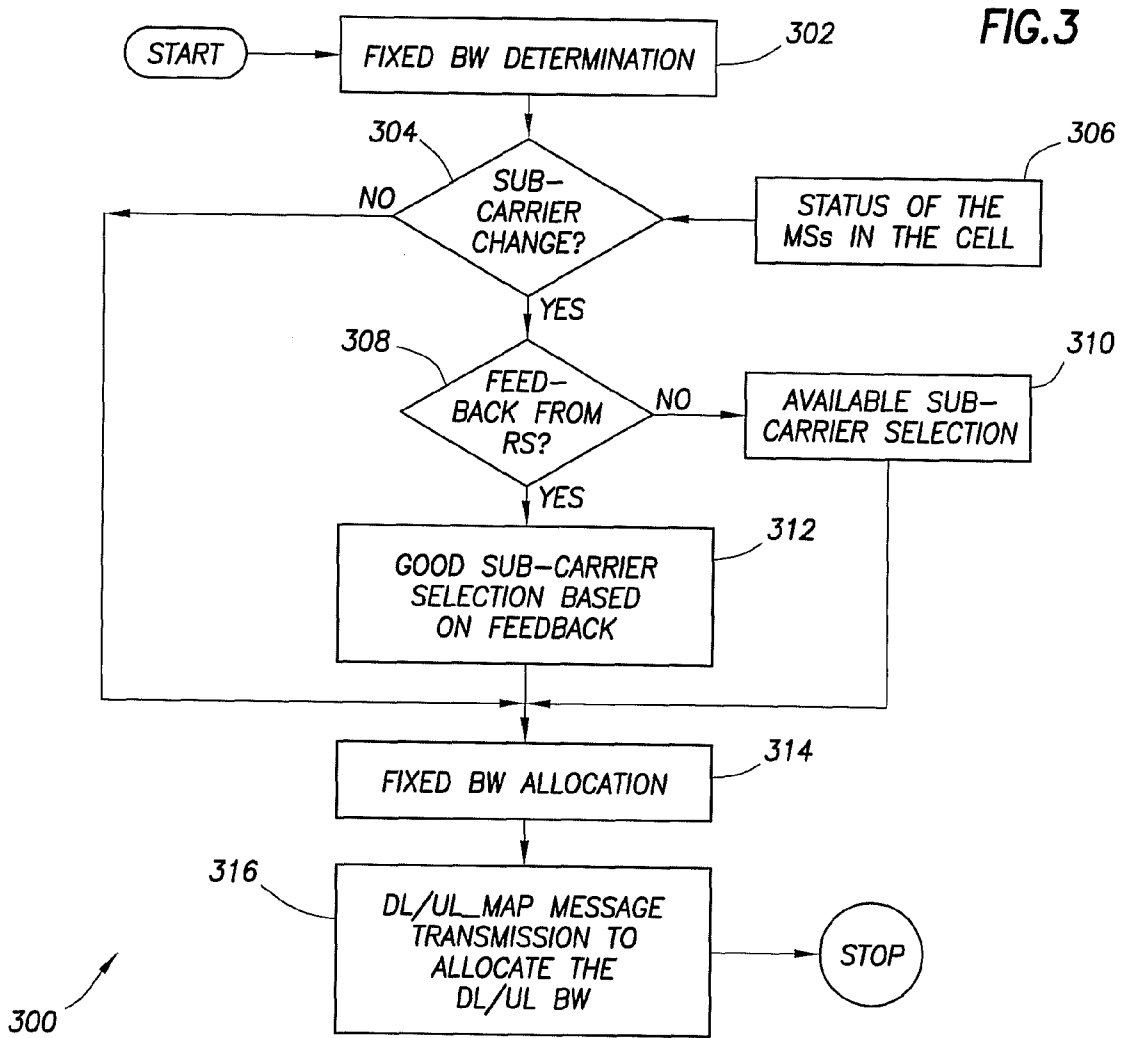 FIG.3
START
FIXED BW DETERMINATION
302
304
SUB-
CARRIER
CHANGE?
NO
306
STATUS OF THE
MSs IN THE CELL
YES
308
FEED-
BACK FROM
RS?
NO
310
AVAILABLE SUB-
CARRIER SELECTION
YES
312
GOOD SUB-CARRIER
SELECTION BASED
ON FEEDBACK
FIXED BW ALLOCATION
314
316
DL/UL_MAP MESSAGE
TRANSMISSION TO
ALLOCATE THE
DL/UL BW
STOP
300